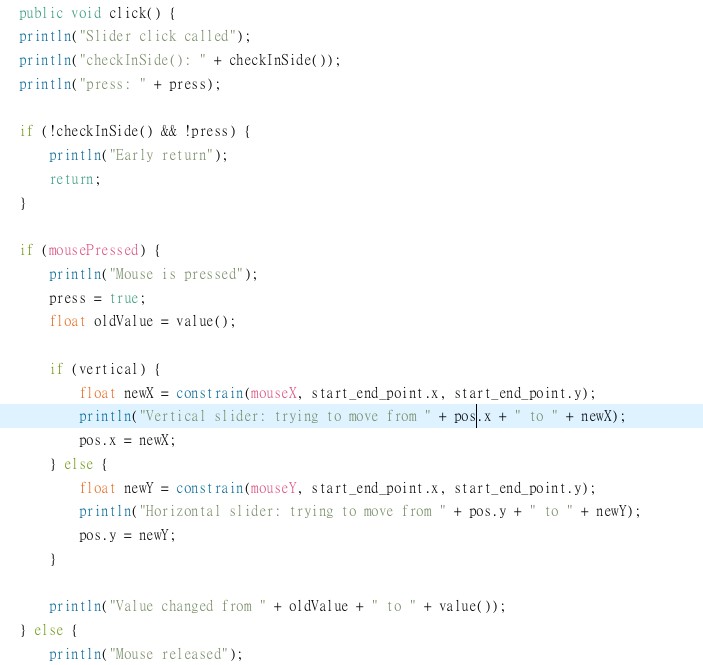 public void click() {
println("Slider click called");
println("checkInSide(): " + checkInSide());
println("press: " + press);
if (!checkInSide() && !press) {
println("Early return");
return;
}
if (mousePressed) {
println("Mouse is pressed");
press = true;
float oldValue = value();
if (vertical) {
float newX = constrain(mouseX, start_end_point.x, start_end_point.y);
println("Vertical slider: trying to move from " + pos.x + " to " + newX);
pos.x = newX;
} else {
float newY = constrain(mouseY, start_end_point.x, start_end_point.y);
println("Horizontal slider: trying to move from " + pos.y + " to " + newY);
pos.y = newY;
}
println("Value changed from " + oldValue + " to " + value());
} else {
println("Mouse released");